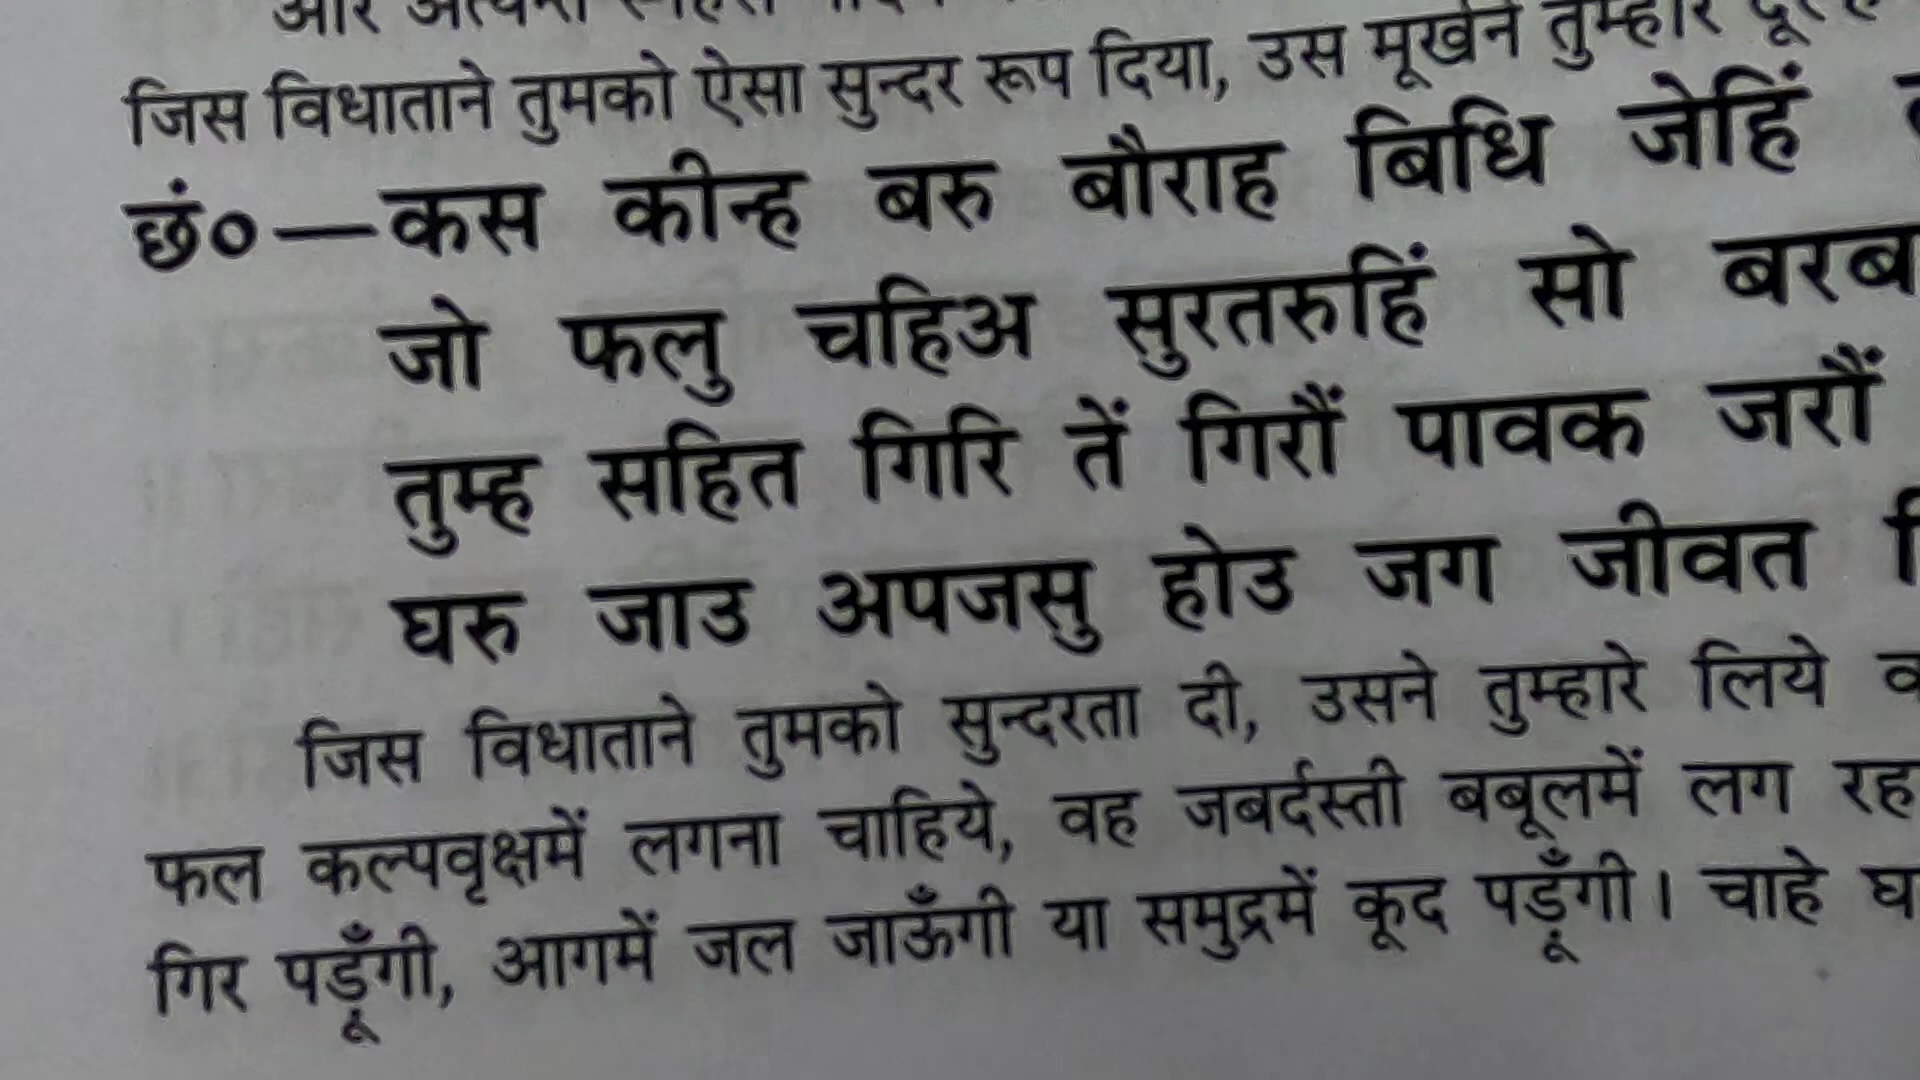 और
जिस विधाताने तुमको ऐसा सुन्दर रूप दिया, उस मूर्खने तुम्हारे
छं०—कस कीन्ह बरु बौराह बिधि जेहिं
जो फलु चहिअ सुरतरुहिं सो बरब
तुम्ह सहित गिरि तें गिरौं पावक जरौं
घरु जाउ अपजसु होउ जग जीवत
जिस विधाताने तुमको सुन्दरता दी, उसने तुम्हारे लिये
फल कल्पवृक्षमें लगना चाहिये, वह जबर्दस्ती बबूलमें लग रह
गिर पड़ूँगी, आगमें जल जाऊँगी या समुद्रमें कूद पड़ूँगी। चाहे घ